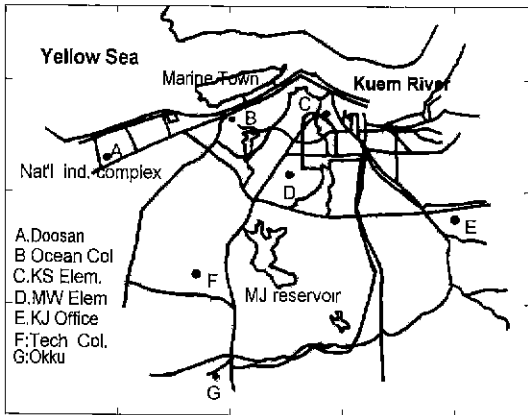 Yellow Sea
Marine Town
Kuem River
C
B
A
Nat'l ind. complex
D
E
A,Doosan
B Ocean Col
C.KS Elem.
D,MW Elem
E.KJ Office
F:Tech Col.
G:Okku
F
MJ reservoir
G